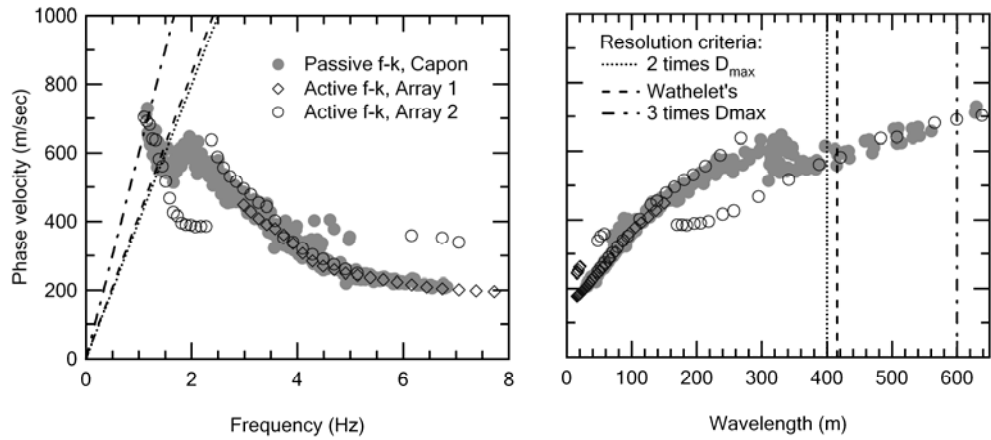 1000
800
600
400
200
0
Phase velocity (m/sec)
Passive f-k, Capon
Active f-k, Array 1
Active f-k, Array 2
0 2 4 6 8
Frequency (Hz)
Resolution criteria:
2 times Dmax
Wathelet's
3 times Dmax
0 100 200 300 400 500 600
Wavelength (m)